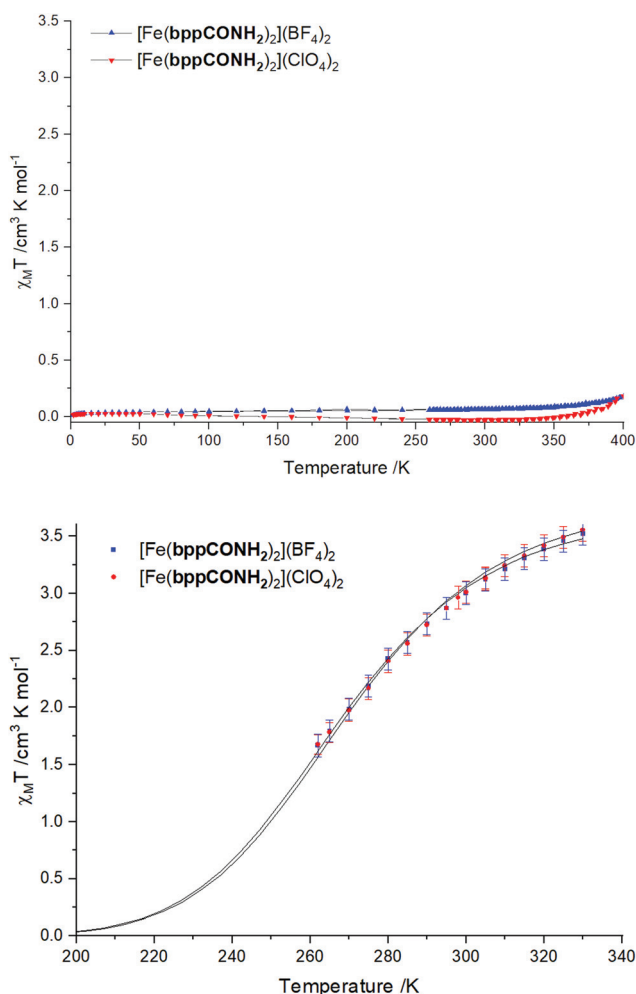 [Fe(bppCONH₂)₂](BF₄)₂
[Fe(bppCONH₂)₂](ClO₄)₂
3.5
3.0
2.5
2.0
1.5
1.0
0.5
0.0
χMT /cm³ K mol⁻¹
0 50 100 150 200 250 300 350 400
Temperature /K
[Fe(bppCONH₂)₂](BF₄)₂
[Fe(bppCONH₂)₂](ClO₄)₂
3.5
3.0
2.5
2.0
1.5
1.0
0.5
0.0
χMT /cm³ K mol⁻¹
200 220 240 260 280 300 320 340
Temperature /K